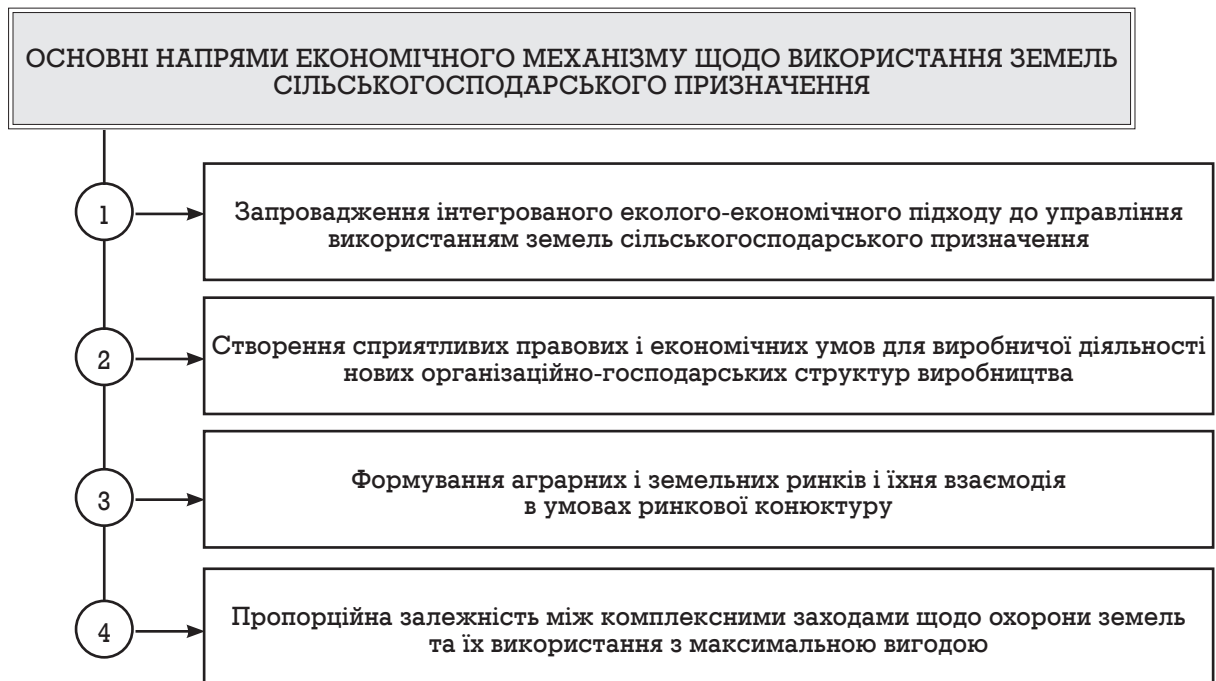 ОСНОВНІ НАПРЯМИ ЕКОНОМІЧНОГО МЕХАНІЗМУ ЩОДО ВИКОРИСТАННЯ ЗЕМЕЛЬ
СІЛЬСЬКОГОСПОДАРСЬКОГО ПРИЗНАЧЕННЯ
1
Запровадження інтегрованого еколого-економічного підходу до управління
використанням земель сільськогосподарського призначення
2
Створення сприятливих правових і економічних умов для виробничої діяльності
нових організаційно-господарських структур виробництва
3
Формування аграрних і земельних ринків і їхня взаємодія
в умовах ринкової конюктуру
4
Пропорційна залежність між комплексними заходами щодо охорони земель
та їх використання з максимальною вигодою